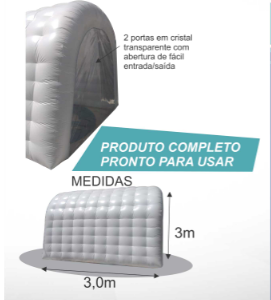 2 portas em cristal
transparente com
abertura de fácil
entrada/saída
PRODUTO COMPLETO
PRONTO PARA USAR
MEDIDAS
3m
3,0m